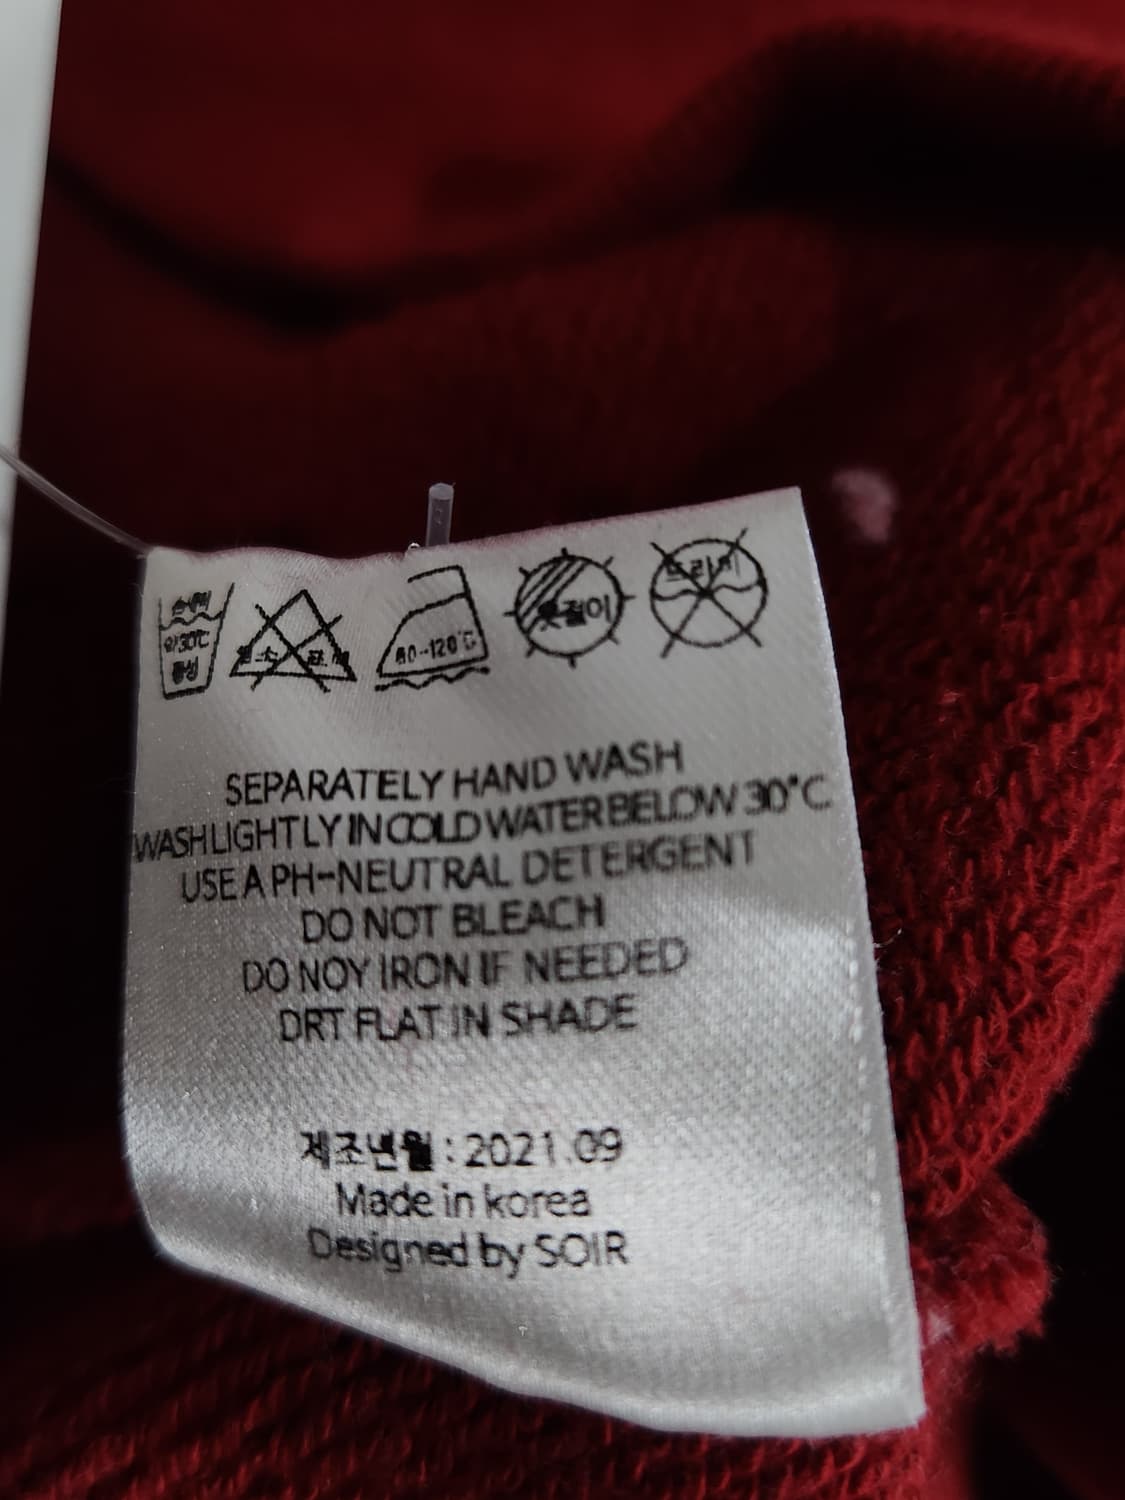 손세탁
약30℃
중성
염소 표백
80~120℃
옷걸이
드라이
SEPARATELY HAND WASH
WASH LIGHTLY IN COLD WATER BELOW 30°C
USE A PH-NEUTRAL DETERGENT
DO NOT BLEACH
DO NOY IRON IF NEEDED
DRT FLAT IN SHADE
제조년월 : 2021.09
Made in korea
Designed by SOIR